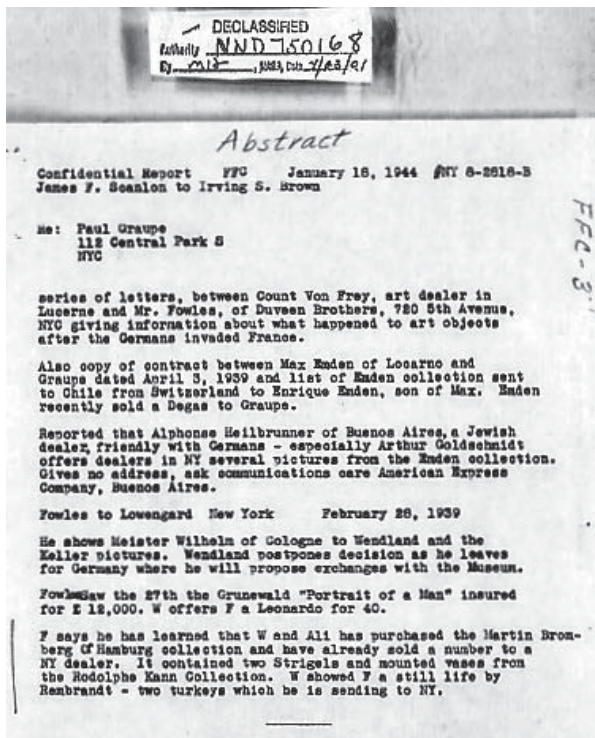 DECLASSIFIED
Authority NND 750168
By MIS, NARA, Date
Abstract
Confidential Report FFC January 18, 1944 #NY 8-2818-B
James F. Scanlon to Irving S. Brown
Re: Paul Graupe
112 Central Park S
NYC
FFC-8
series of letters, between Count Von Frey, art dealer in
Lucerne and Mr. Fowles, of Duveen Brothers, 720 5th Avenue,
NYC giving information about what happened to art objects
after the Germans invaded France.
Also copy of contract between Max Emden of Locarno and
Graupe dated April 3, 1939 and list of Emden collection sent
to Chile from Switzerland to Enrique Emden, son of Max. Emden
recently sold a Degas to Graupe.
Reported that Alphonse Heilbrunner of Buenos Aires, a Jewish
dealer, friendly with Germans - especially Arthur Goldschmidt
offers dealers in NY several pictures from the Emden collection.
Gives no address, ask communications care American Express
Company, Buenos Aires.
Fowles to Lowengard New York February 28, 1939
He shows Meister Wilhelm of Cologne to Wendland and the
Keller pictures. Wendland postpones decision as he leaves
for Germany where he will propose exchanges with the Museum.
Fowles saw the 27th the Grunewald "Portrait of a Man" insured
for £ 12,000. W offers F a Leonardo for 40.
F says he has learned that W and Ali has purchased the Martin Brom-
berg of Hamburg collection and have already sold a number to a
NY dealer. It contained two Strigels and mounted vases from
the Rodolphe Kann Collection. W showed F a still life by
Rembrandt - two turkeys which he is sending to NY.